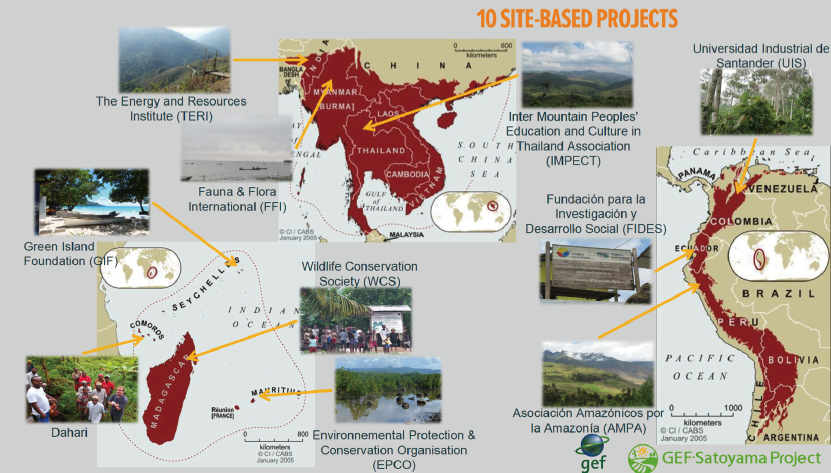 10 SITE-BASED PROJECTS
The Energy and Resources
Institute (TERI)
Fauna & Flora
International (FFI)
INDIA
BANGLA
DESH
CHINA
MYANMAR
BURMA]
LAOS
THAILAND
CAMBODIA
VIETNAM
GULF
of
THAILAND
SOUTH
CHINA
SEA
MALAYSIA
0 600
kilometers
© CI / CABS
January 2005
Inter Mountain Peoples'
Education and Culture in
Thailand Association
(IMPECT)
Universidad Industrial de
Santander (UIS)
Green Island
Foundation (GIF)
Wildlife Conservation
Society (WCS)
Dahari
Environnemental Protection &
Conservation Organisation
(EPCO)
SEYCHELLES
INDIAN
OCEAN
COMOROS
MADAGASCAR
MAURITIUS
Réunion
[FRANCE]
kilometers
© CI / CABS
January 2005
Fundación para la
Investigación y
Desarrollo Social (FIDES)
Asociación Amazónicos por
la Amazonía (AMPA)
Caribbean Sea
PANAMA
VENEZUELA
COLOMBIA
ECUADOR
BRAZIL
PERU
BOLIVIA
PACIFIC
OCEAN
CHILE
ARGENTINA
0 1000
kilometers
© CI / CABS
January 2005
gef
GEF-Satoyama Project